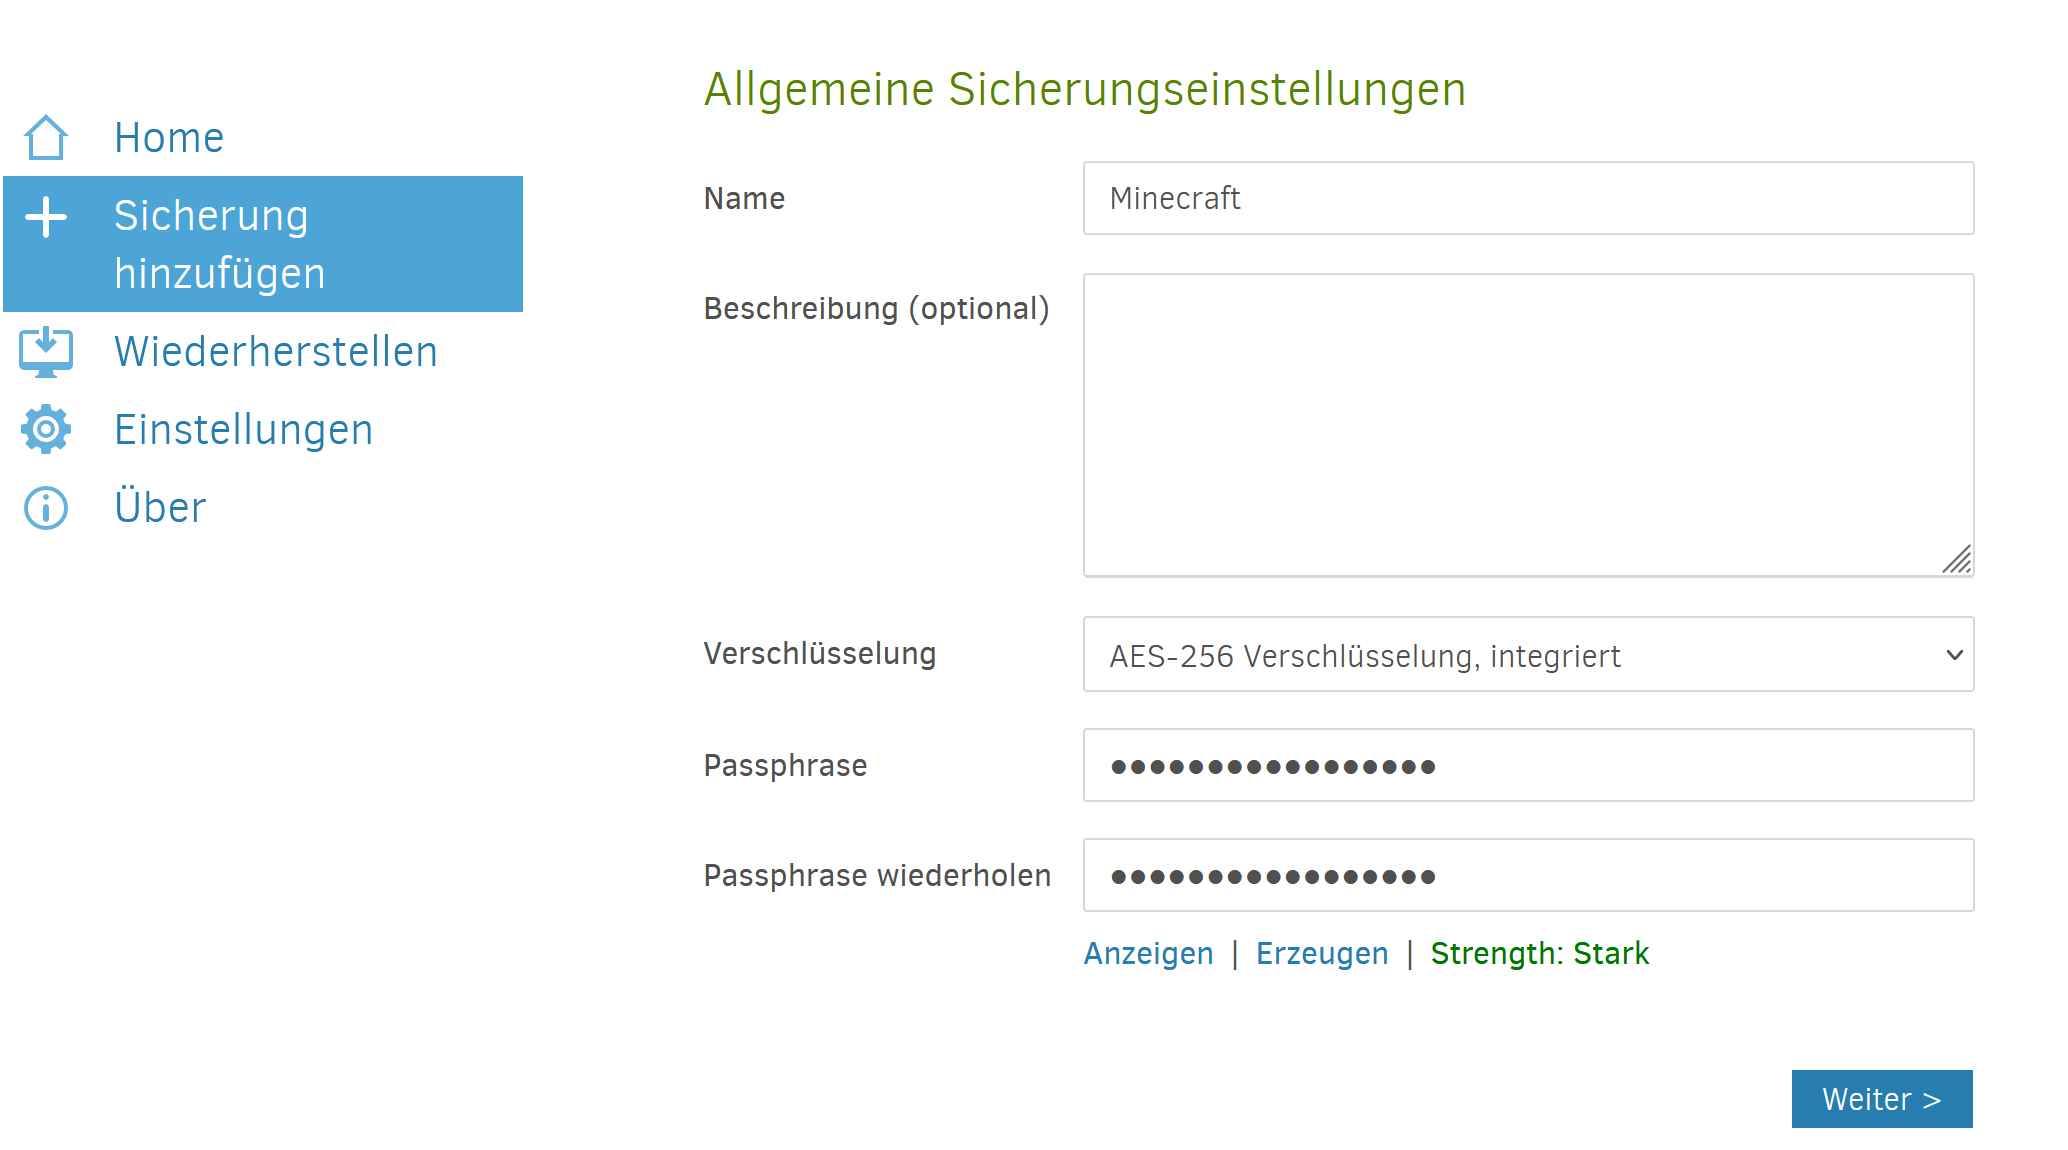 Home
Sicherung
hinzufügen
Wiederherstellen
Einstellungen
Über
Allgemeine Sicherungseinstellungen
Name
Minecraft
Beschreibung (optional)
Verschlüsselung
AES-256 Verschlüsselung, integriert
Passphrase
•••••••••••••••••
Passphrase wiederholen
•••••••••••••••••
Anzeigen | Erzeugen | Strength: Stark
Weiter >